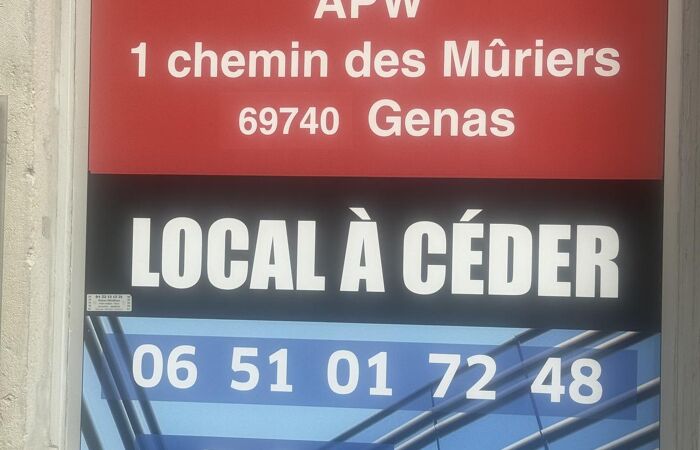 APW
1 chemin des Mûriers
69740 Genas
LOCAL À CÉDER
06 51 01 72 48